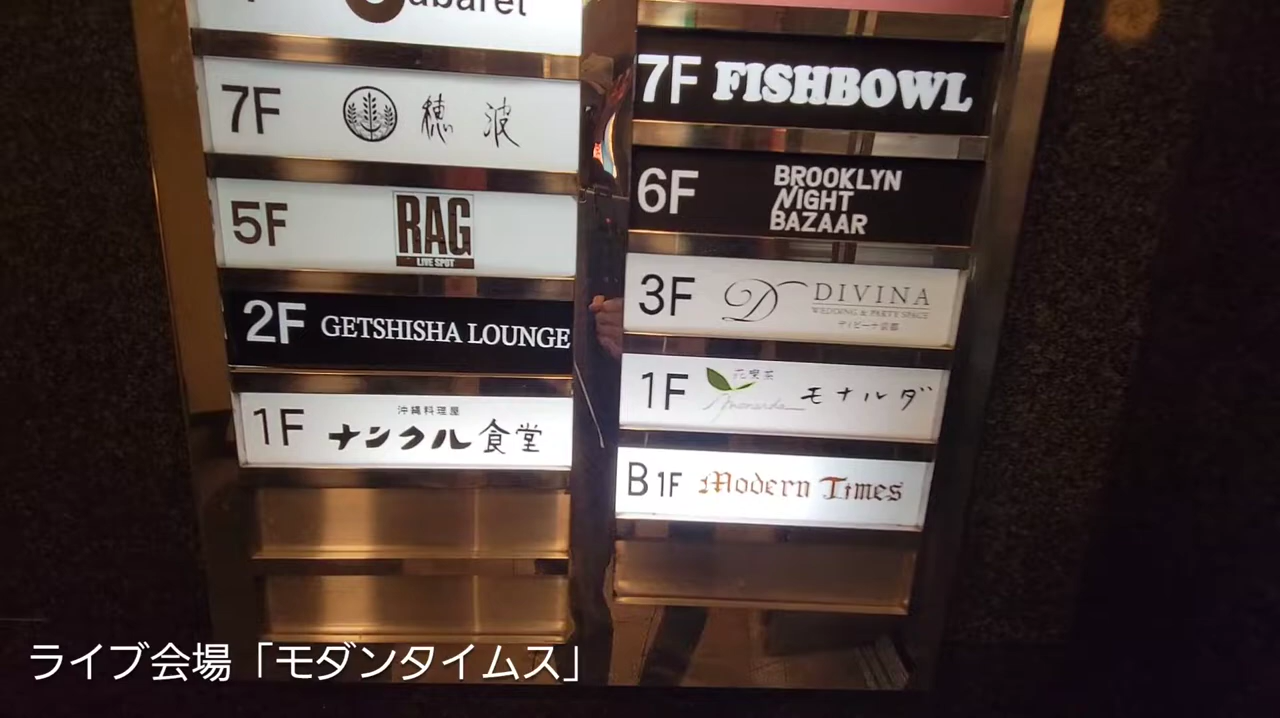 7F 穂波
5F RAG
LIVE SPOT
2F GETSHISHA LOUNGE
沖縄料理屋
1F ナンクル食堂
7F FISHBOWL
6F BROOKLYN
NIGHT
BAZAAR
3F D DIVINA
WEDDING & PARTY SPACE
ディビーナ京都
花喫茶
1F monarda モナルダ
B1F Modern Times
ライブ会場「モダンタイムス」